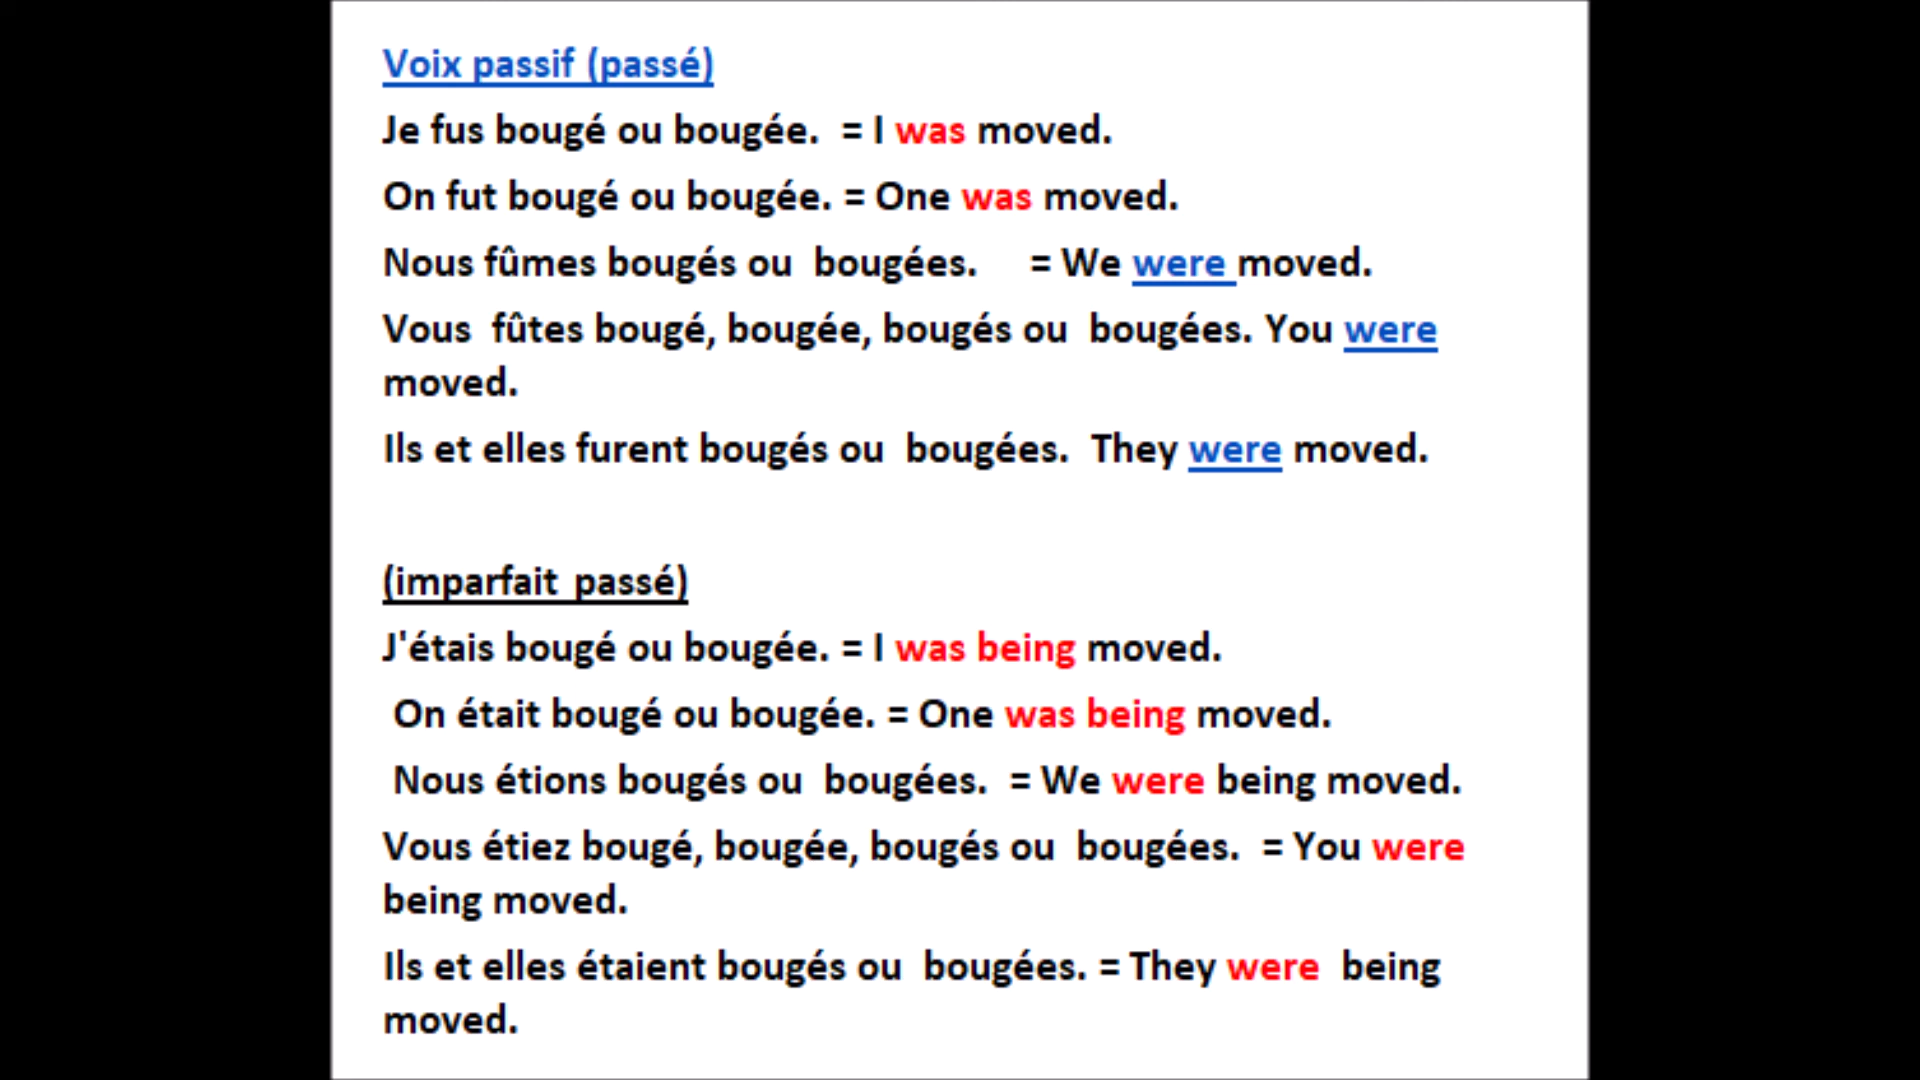 Voix passif (passé)
Je fus bougé ou bougée.  = I was moved.
On fut bougé ou bougée. = One was moved.
Nous fûmes bougés ou  bougées.     = We were moved.
Vous  fûtes bougé, bougée, bougés ou  bougées. You were
moved.
Ils et elles furent bougés ou  bougées.  They were moved.
(imparfait passé)
J'étais bougé ou bougée. = I was being moved.
On était bougé ou bougée. = One was being moved.
Nous étions bougés ou  bougées.  = We were being moved.
Vous étiez bougé, bougée, bougés ou  bougées.  = You were
being moved.
Ils et elles étaient bougés ou  bougées. = They were  being
moved.